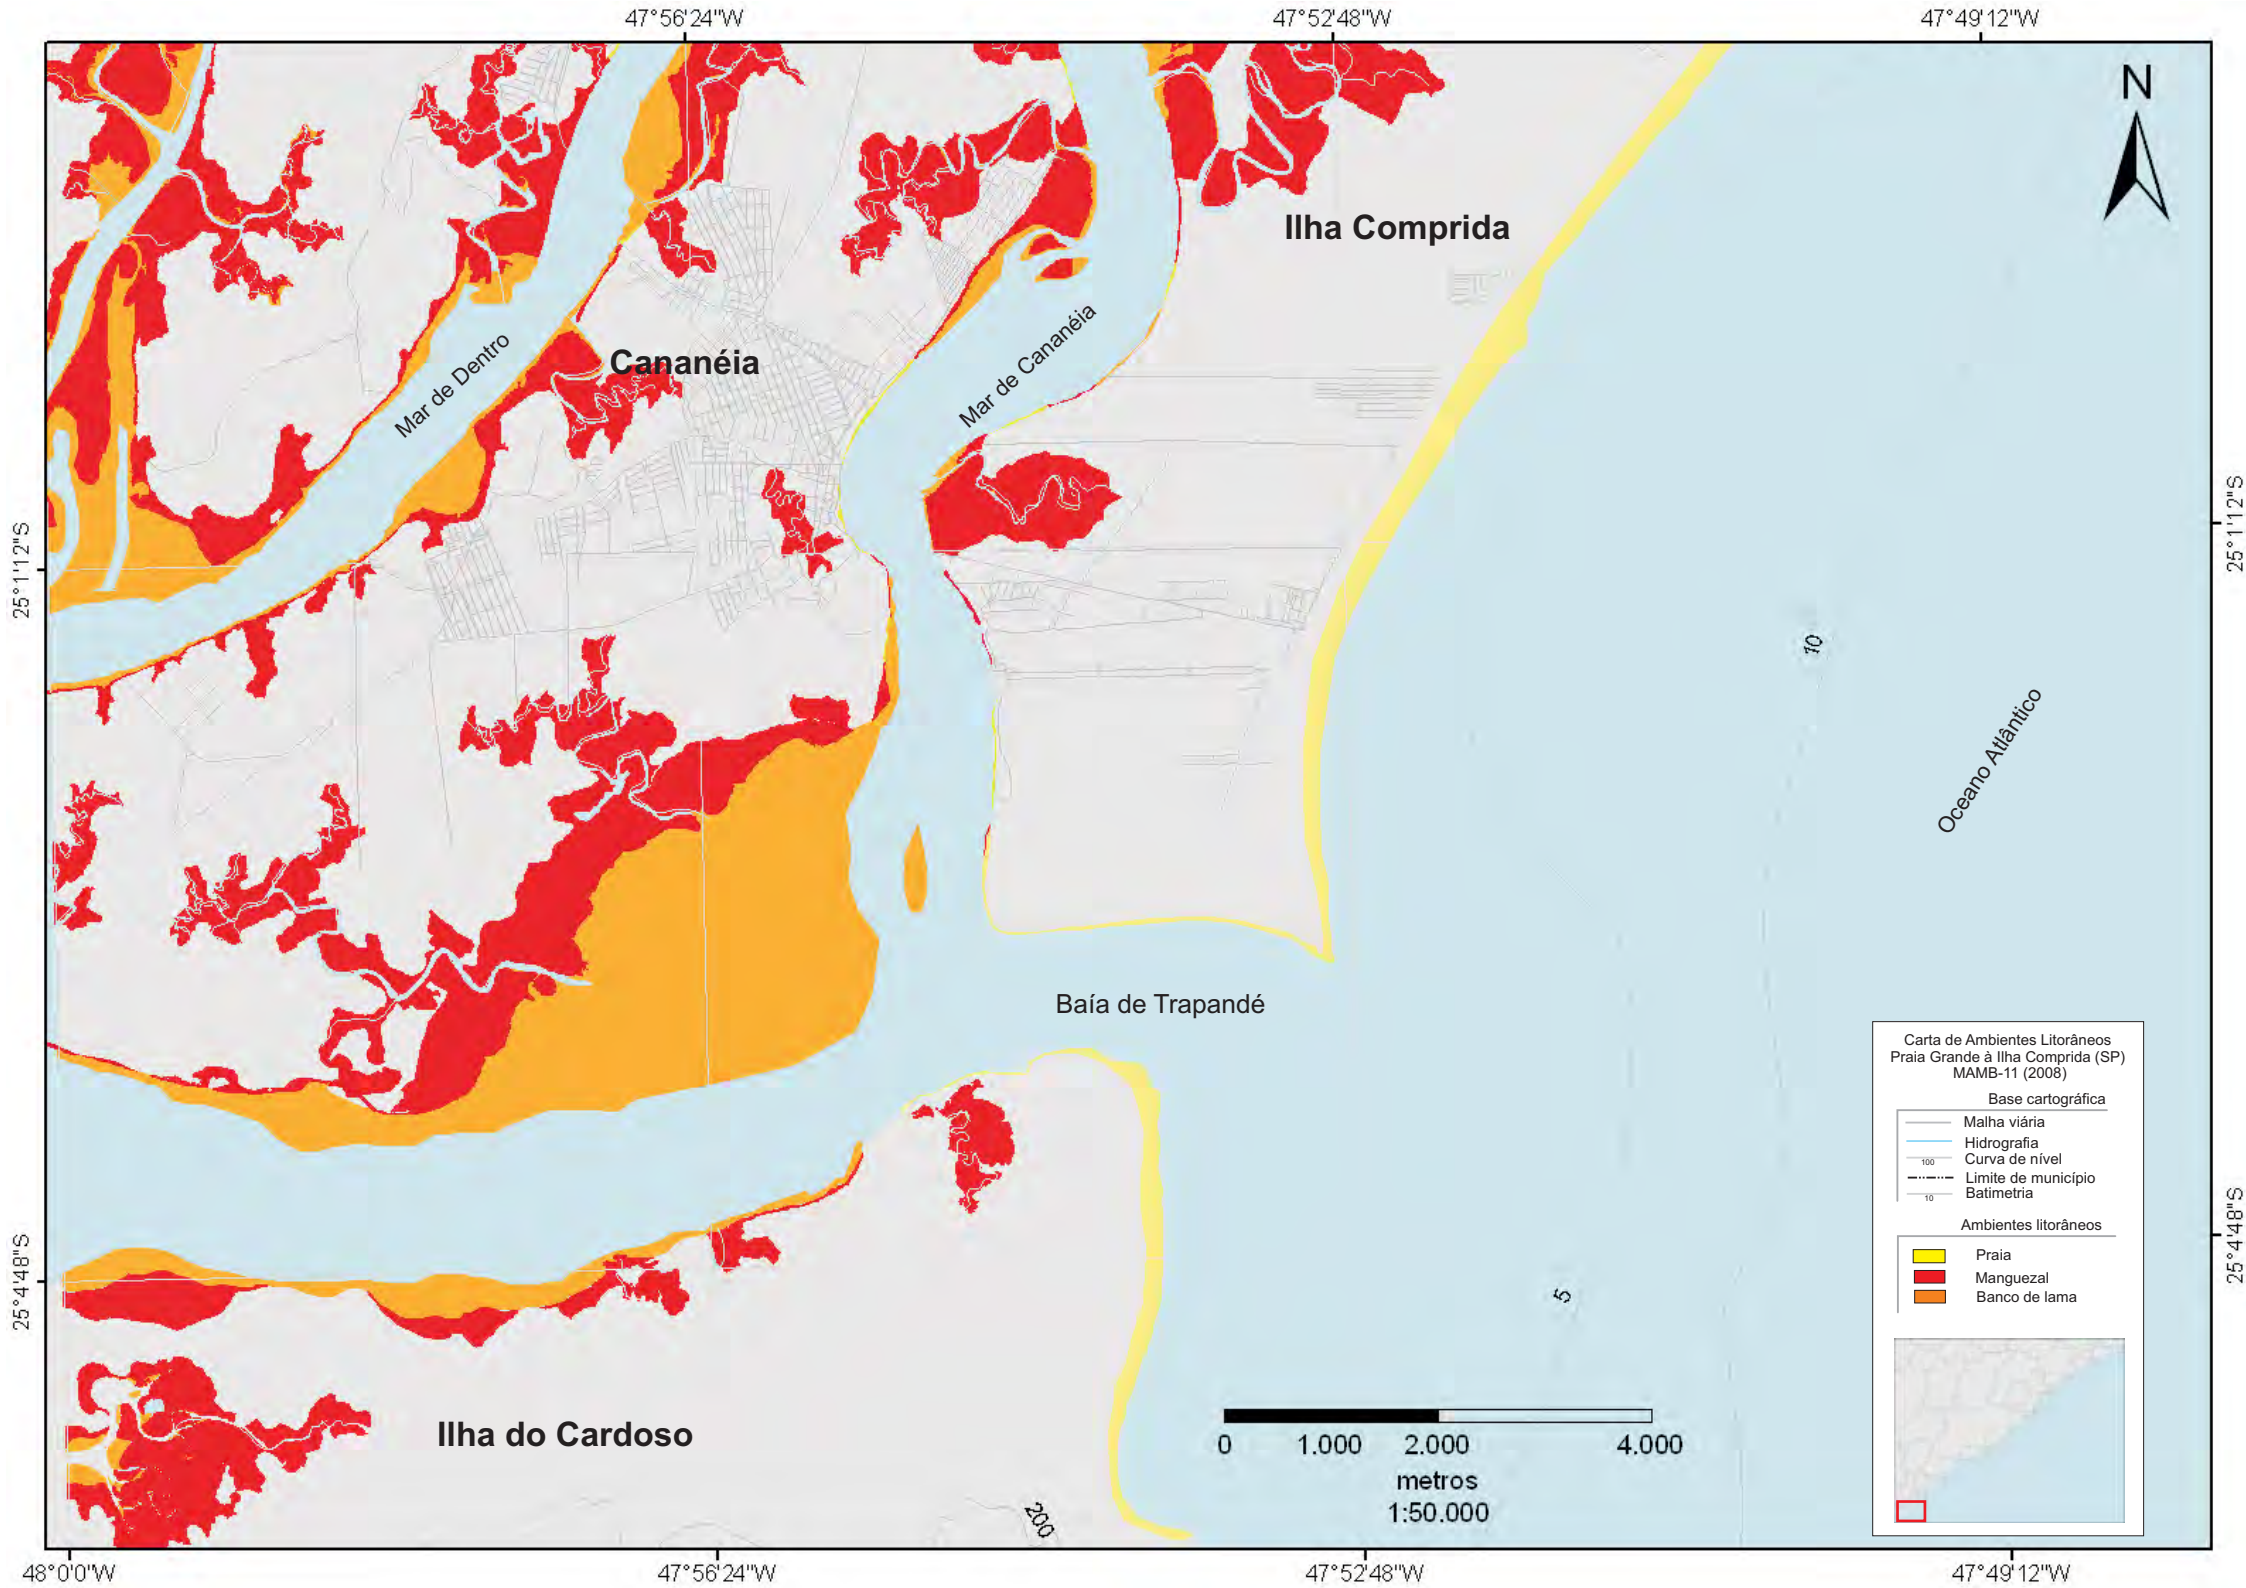 47°56'24"W
47°52'48"W
47°49'12"W
N
Ilha Comprida
Mar de Dentro
Cananéia
Mar de Cananéia
25°1'12"S
25°1'12"S
10
Oceano Atlântico
Baía de Trapandé
Carta de Ambientes Litorâneos
Praia Grande à Ilha Comprida (SP)
MAMB-11 (2008)
Base cartográfica
Malha viária
Hidrografia
100
Curva de nível
Limite de município
10
Batimetria
Ambientes litorâneos
Praia
Manguezal
Banco de lama
25°4'48"S
25°4'48"S
5
Ilha do Cardoso
0 1.000 2.000 4.000
metros
1:50.000
200
48°0'0"W
47°56'24"W
47°52'48"W
47°49'12"W